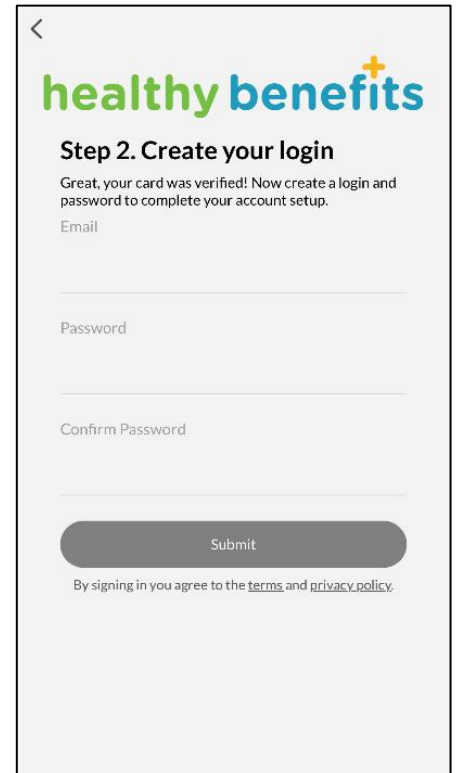 healthy benefits+
Step 2. Create your login
Great, your card was verified! Now create a login and
password to complete your account setup.
Email
Password
Confirm Password
Submit
By signing in you agree to the terms and privacy policy.